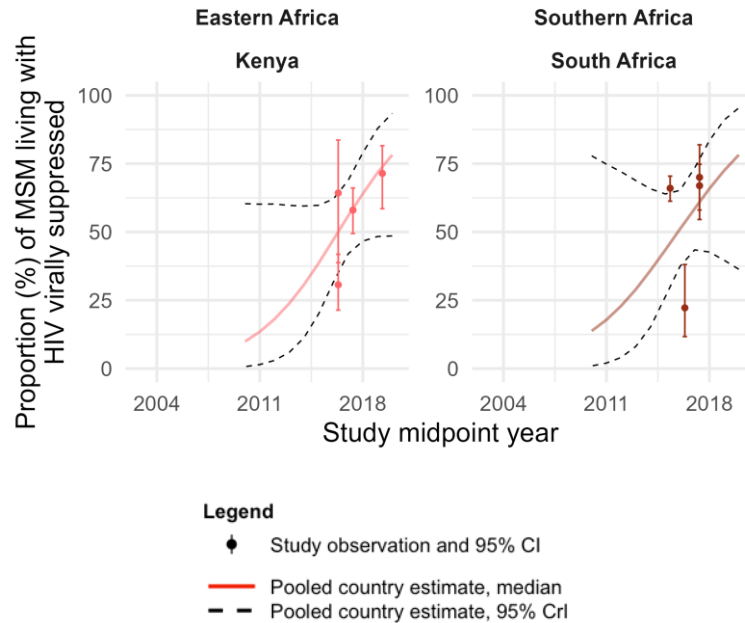 Eastern Africa
Southern Africa
Kenya
South Africa
Proportion (%) of MSM living with
HIV virally suppressed
100
75
50
25
0
2004
2011
2018
100
75
50
25
0
2004
2011
2018
Study midpoint year
Legend
Study observation and 95% CI
Pooled country estimate, median
Pooled country estimate, 95% CrI